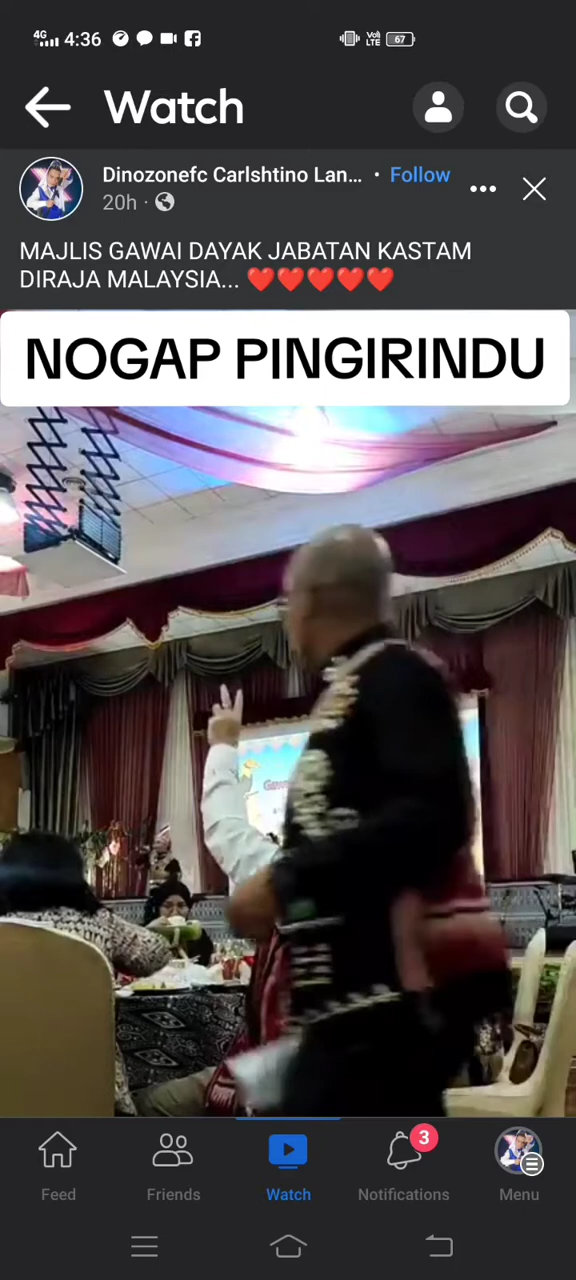 4G 4:36 Vol LTE 67
Watch
Dinozonefc Carlshtino Lan... · Follow
20h ·
MAJLIS GAWAI DAYAK JABATAN KASTAM
DIRAJA MALAYSIA... ❤️❤️❤️❤️❤️
NOGAP PINGIRINDU
3
Feed Friends Watch Notifications Menu